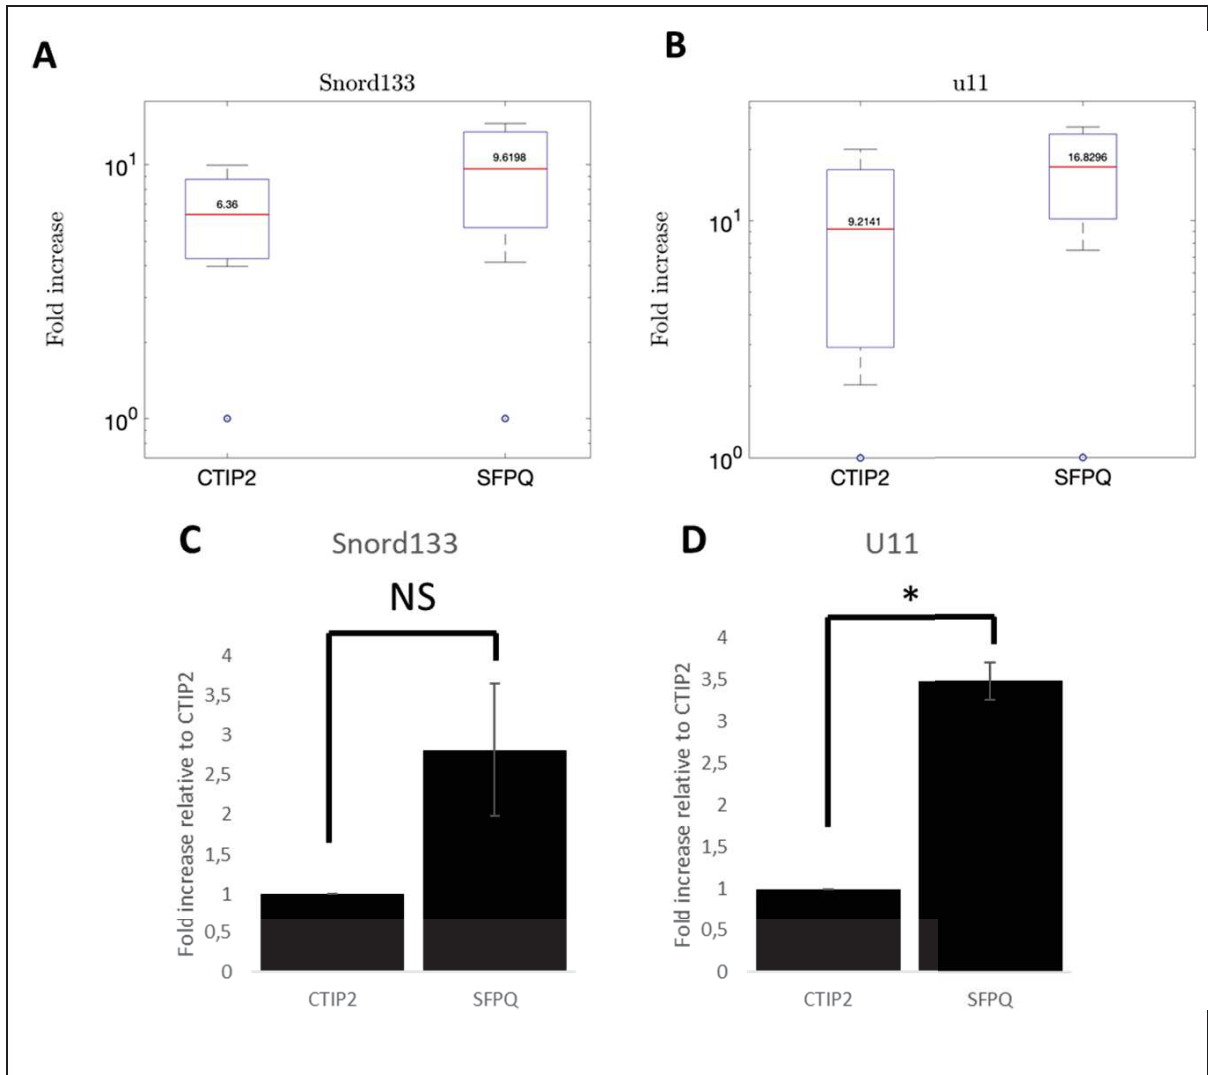 A
B
Snord133
u11
Fold increase
10^1
10^0
6.36
9.6198
CTIP2
SFPQ
Fold increase
10^1
10^0
9.2141
16.8296
CTIP2
SFPQ
C
Snord133
D
U11
NS
*
Fold increase relative to CTIP2
4
3,5
3
2,5
2
1,5
1
0,5
0
CTIP2
SFPQ
Fold increase relative to CTIP2
4
3,5
3
2,5
2
1,5
1
0,5
0
CTIP2
SFPQ